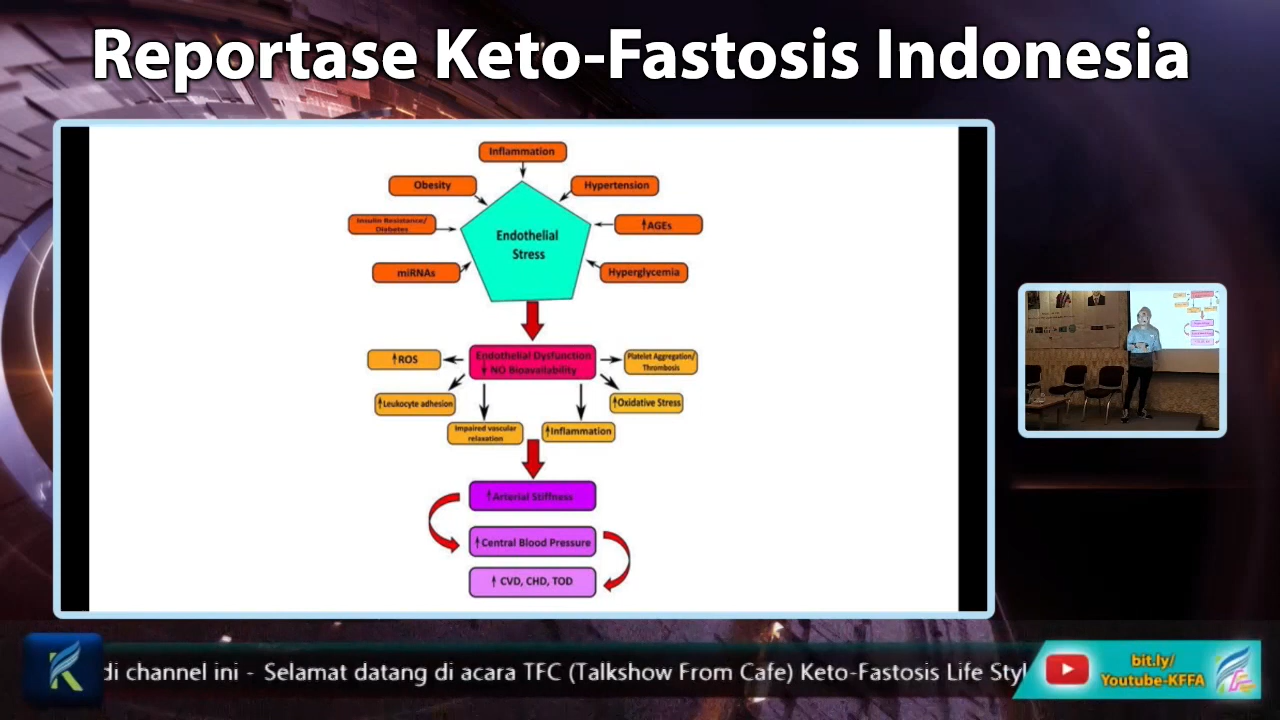 Reportase Keto-Fastosis Indonesia
Inflammation
Obesity
Hypertension
Insulin Resistance/
Diabetes
AGEs
miRNAs
Hyperglycemia
Endothelial
Stress
ROS
Endothelial Dysfunction
NO Bioavailability
Platelet Aggregation/
Thrombosis
Leukocyte adhesion
Oxidative Stress
Impaired vascular
relaxation
Inflammation
Arterial Stiffness
Central Blood Pressure
CVD, CHD, TOD
di channel ini - Selamat datang di acara TFC (Talkshow From Cafe) Keto-Fastosis Life Styl
bit.ly/
Youtube-KFFA